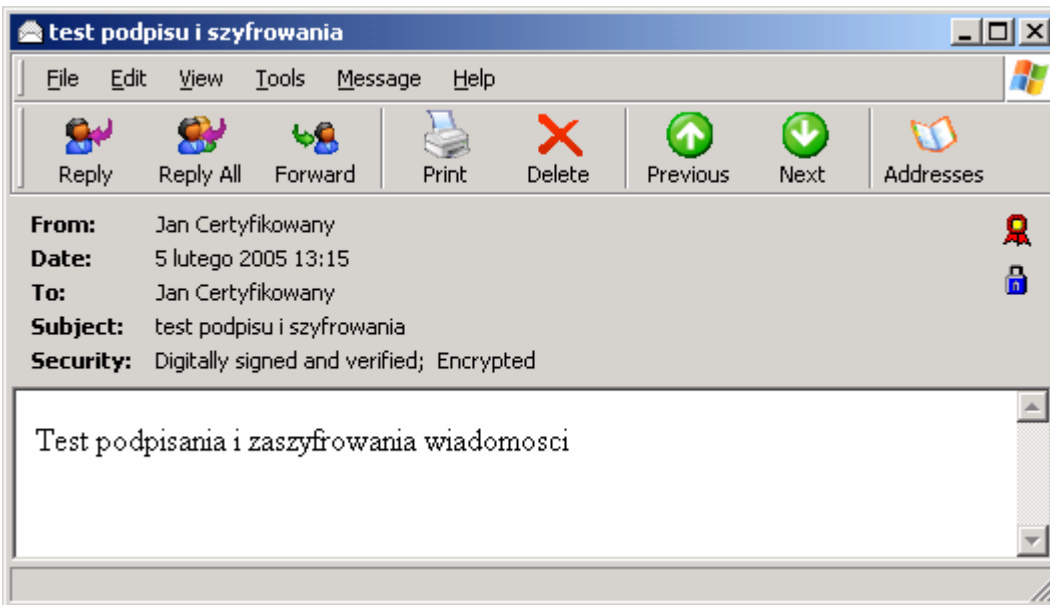 test podpisu i szyfrowania
File Edit View Tools Message Help
Reply Reply All Forward Print Delete Previous Next Addresses
From: Jan Certyfikowany
Date: 5 lutego 2005 13:15
To: Jan Certyfikowany
Subject: test podpisu i szyfrowania
Security: Digitally signed and verified; Encrypted
Test podpisania i zaszyfrowania wiadomosci